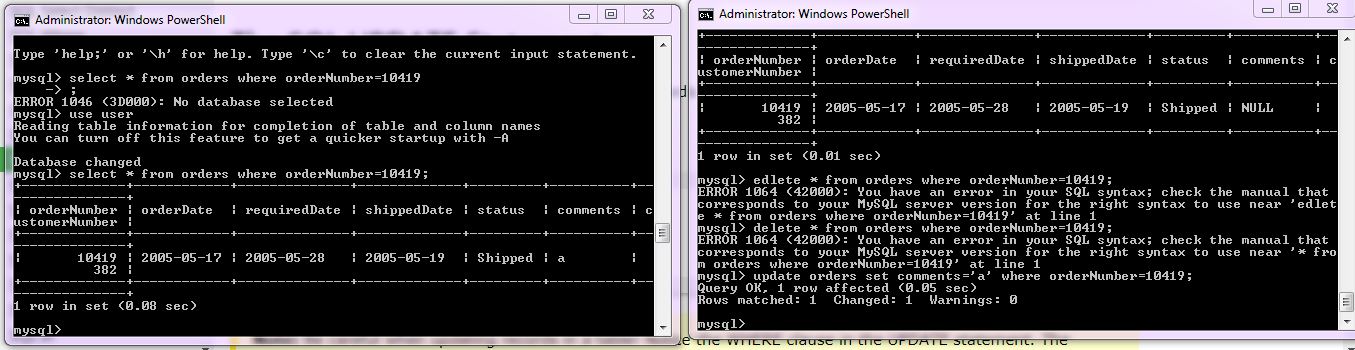 Administrator: Windows PowerShell
Type 'help;' or '\h' for help. Type '\c' to clear the current input statement.
mysql> select * from orders where orderNumber=10419
-> ;
ERROR 1046 (3D000): No database selected
mysql> use user
Reading table information for completion of table and column names
You can turn off this feature to get a quicker startup with -A
Database changed
mysql> select * from orders where orderNumber=10419;
+-------------+------------+--------------+-------------+---------+----------+--
---------------+
| orderNumber | orderDate | requiredDate | shippedDate | status | comments | c
ustomerNumber |
+-------------+------------+--------------+-------------+---------+----------+--
---------------+
| 10419 | 2005-05-17 | 2005-05-28 | 2005-05-19 | Shipped | a |
382 |
+-------------+------------+--------------+-------------+---------+----------+--
---------------+
1 row in set (0.08 sec)
mysql>
Administrator: Windows PowerShell
+-------------+------------+--------------+-------------+---------+----------+--
---------------+
| orderNumber | orderDate | requiredDate | shippedDate | status | comments | c
ustomerNumber |
+-------------+------------+--------------+-------------+---------+----------+--
---------------+
| 10419 | 2005-05-17 | 2005-05-28 | 2005-05-19 | Shipped | NULL |
382 |
+-------------+------------+--------------+-------------+---------+----------+--
---------------+
1 row in set (0.01 sec)
mysql> edlete * from orders where orderNumber=10419;
ERROR 1064 (42000): You have an error in your SQL syntax; check the manual that
corresponds to your MySQL server version for the right syntax to use near 'edlet
e * from orders where orderNumber=10419' at line 1
mysql> delete * from orders where orderNumber=10419;
ERROR 1064 (42000): You have an error in your SQL syntax; check the manual that
corresponds to your MySQL server version for the right syntax to use near '* fro
m orders where orderNumber=10419' at line 1
mysql> update orders set comments='a' where orderNumber=10419;
Query OK, 1 row affected (0.05 sec)
Rows matched: 1 Changed: 1 Warnings: 0
mysql>
the WHERE clause in the UPDATE statement. The